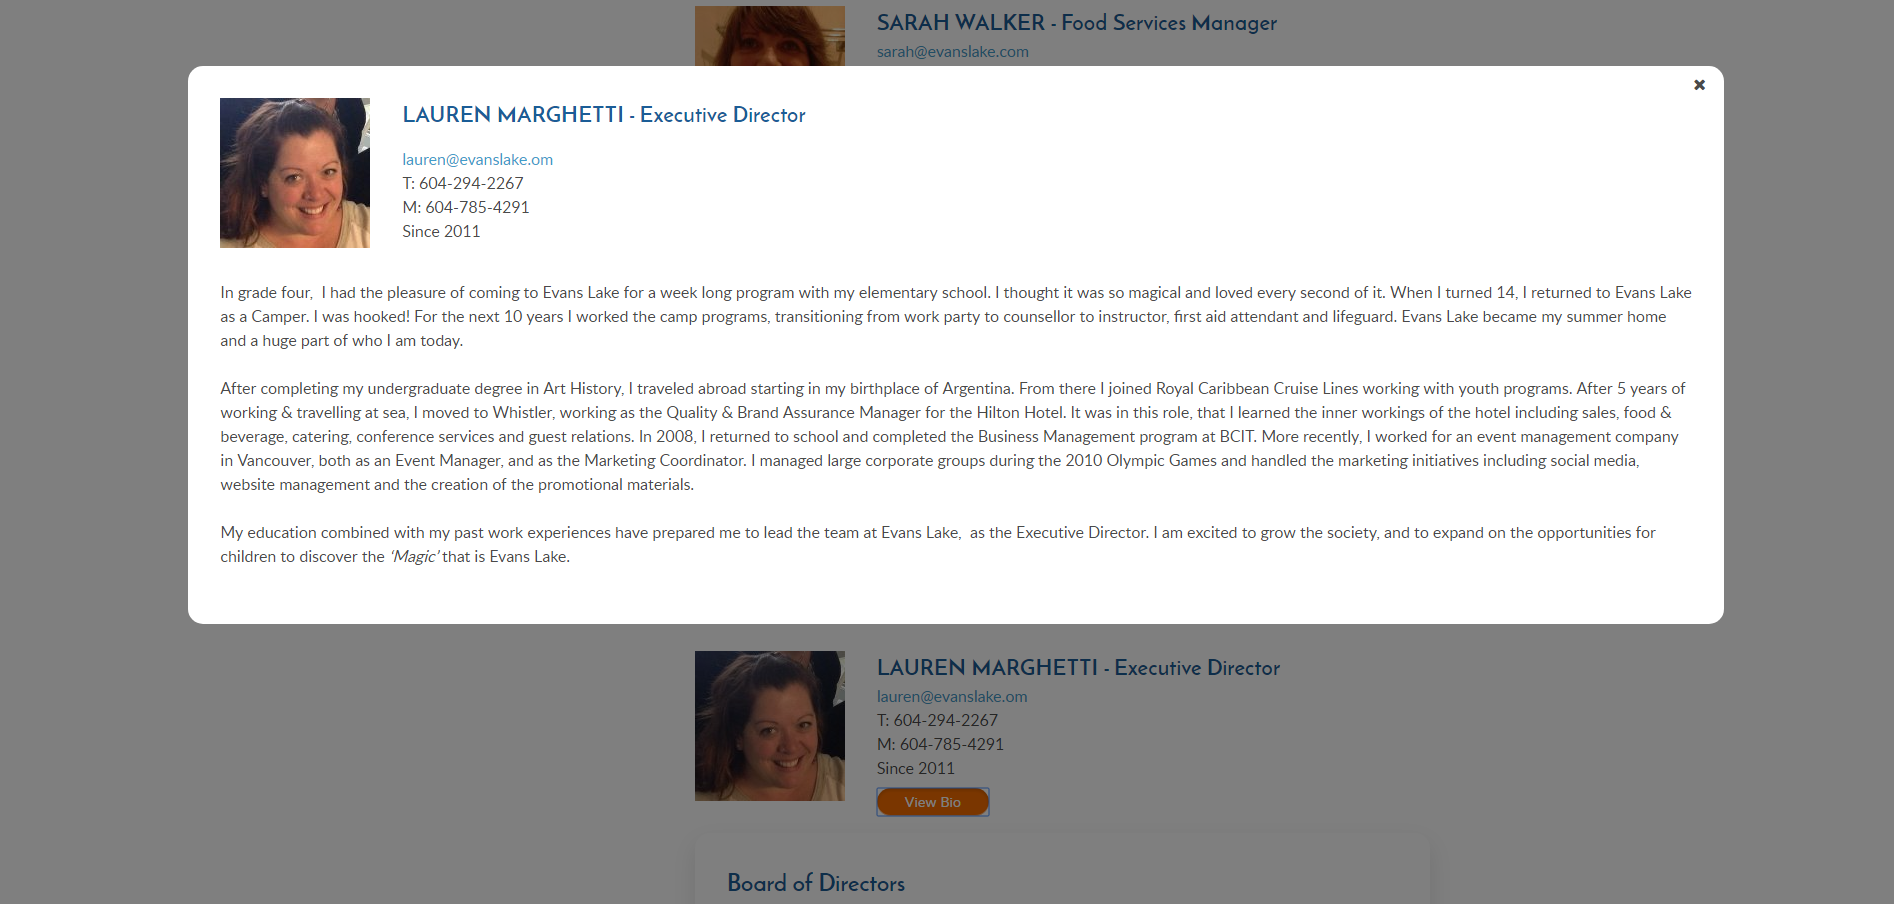 SARAH WALKER - Food Services Manager
sarah@evanslake.com
✖
LAUREN MARGHETTI - Executive Director
lauren@evanslake.om
T: 604-294-2267
M: 604-785-4291
Since 2011
In grade four,  I had the pleasure of coming to Evans Lake for a week long program with my elementary school. I thought it was so magical and loved every second of it. When I turned 14, I returned to Evans Lake
as a Camper. I was hooked! For the next 10 years I worked the camp programs, transitioning from work party to counsellor to instructor, first aid attendant and lifeguard. Evans Lake became my summer home
and a huge part of who I am today.
After completing my undergraduate degree in Art History, I traveled abroad starting in my birthplace of Argentina. From there I joined Royal Caribbean Cruise Lines working with youth programs. After 5 years of
working & travelling at sea, I moved to Whistler, working as the Quality & Brand Assurance Manager for the Hilton Hotel. It was in this role, that I learned the inner workings of the hotel including sales, food &
beverage, catering, conference services and guest relations. In 2008, I returned to school and completed the Business Management program at BCIT. More recently, I worked for an event management company
in Vancouver, both as an Event Manager, and as the Marketing Coordinator. I managed large corporate groups during the 2010 Olympic Games and handled the marketing initiatives including social media,
website management and the creation of the promotional materials.
My education combined with my past work experiences have prepared me to lead the team at Evans Lake,  as the Executive Director. I am excited to grow the society, and to expand on the opportunities for
children to discover the ‘Magic’ that is Evans Lake.
LAUREN MARGHETTI - Executive Director
lauren@evanslake.om
T: 604-294-2267
M: 604-785-4291
Since 2011
View Bio
Board of Directors